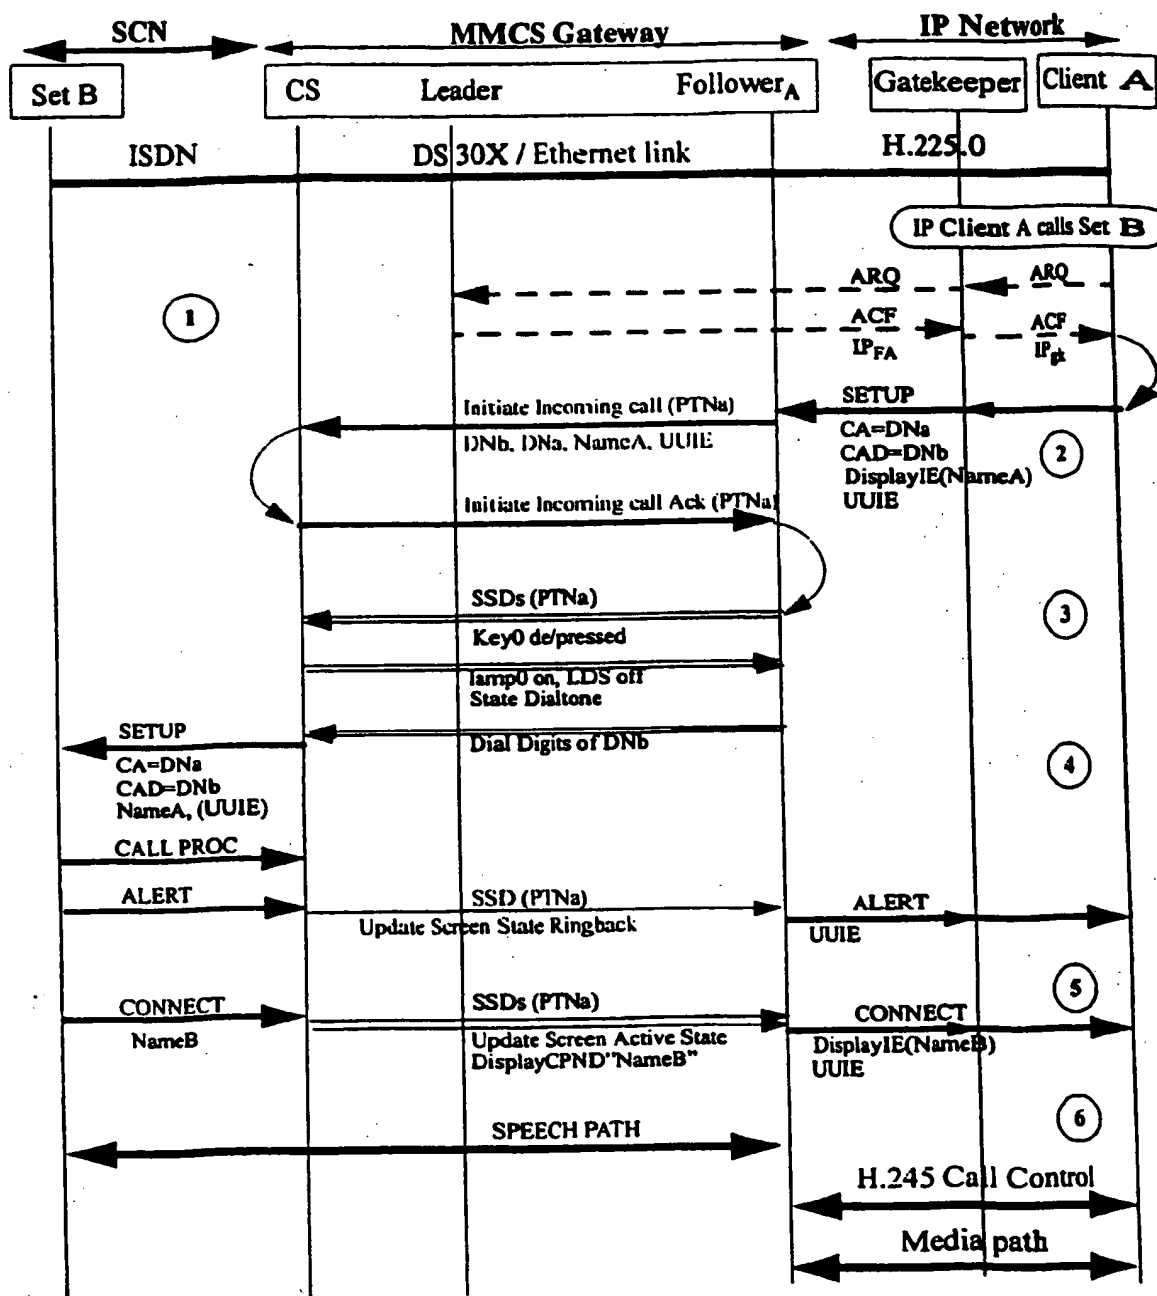 SCN
MMCS Gateway
IP Network
Set B
CS
Leader
FollowerA
Gatekeeper
Client A
ISDN
DS 30X / Ethernet link
H.225.0
IP Client A calls Set B
ARQ
ARQ
1
ACF
ACF
IPFA
IPgk
SETUP
Initiate Incoming call (PTNa)
CA=DNa
DNb, DNa, NameA, UUIE
CAD=DNb
2
DisplayIE(NameA)
UUIE
Initiate Incoming call Ack (PTNa)
SSDs (PTNa)
3
Key0 de/pressed
lamp0 on, LDS off
State Dialtone
SETUP
Dial Digits of DNb
CA=DNa
4
CAD=DNb
NameA, (UUIE)
CALL PROC
ALERT
SSD (PTNa)
ALERT
Update Screen State Ringback
UUIE
5
CONNECT
SSDs (PTNa)
CONNECT
NameB
Update Screen Active State
DisplayIE(NameB)
DisplayCPND"NameB"
UUIE
6
SPEECH PATH
H.245 Call Control
Media path